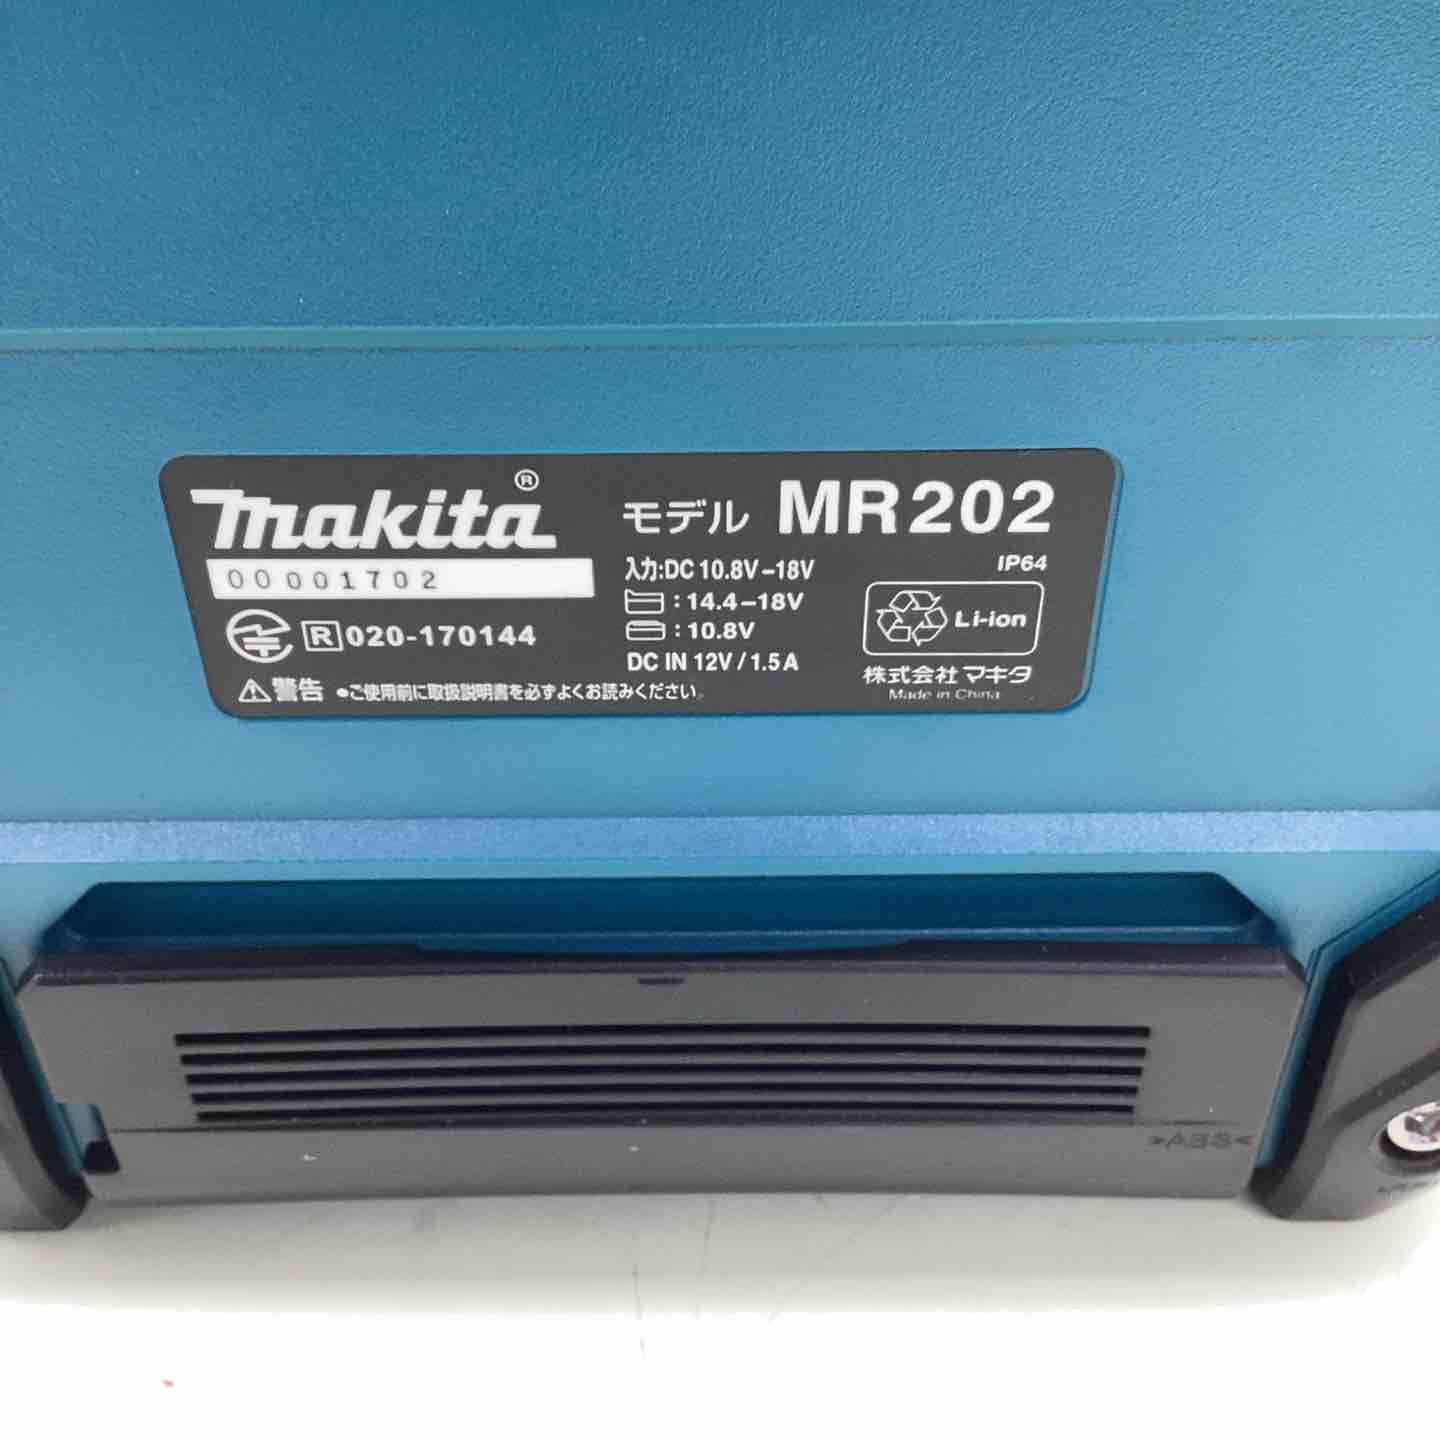 makita®
モデル MR202
00001702
入力:DC 10.8V-18V
IP64
:14.4-18V
:10.8V
Li-ion
R 020-170144
DC IN 12V/1.5A
株式会社マキタ
Made in China
警告 ●ご使用前に取扱説明書を必ずよくお読みください。
>ABS<